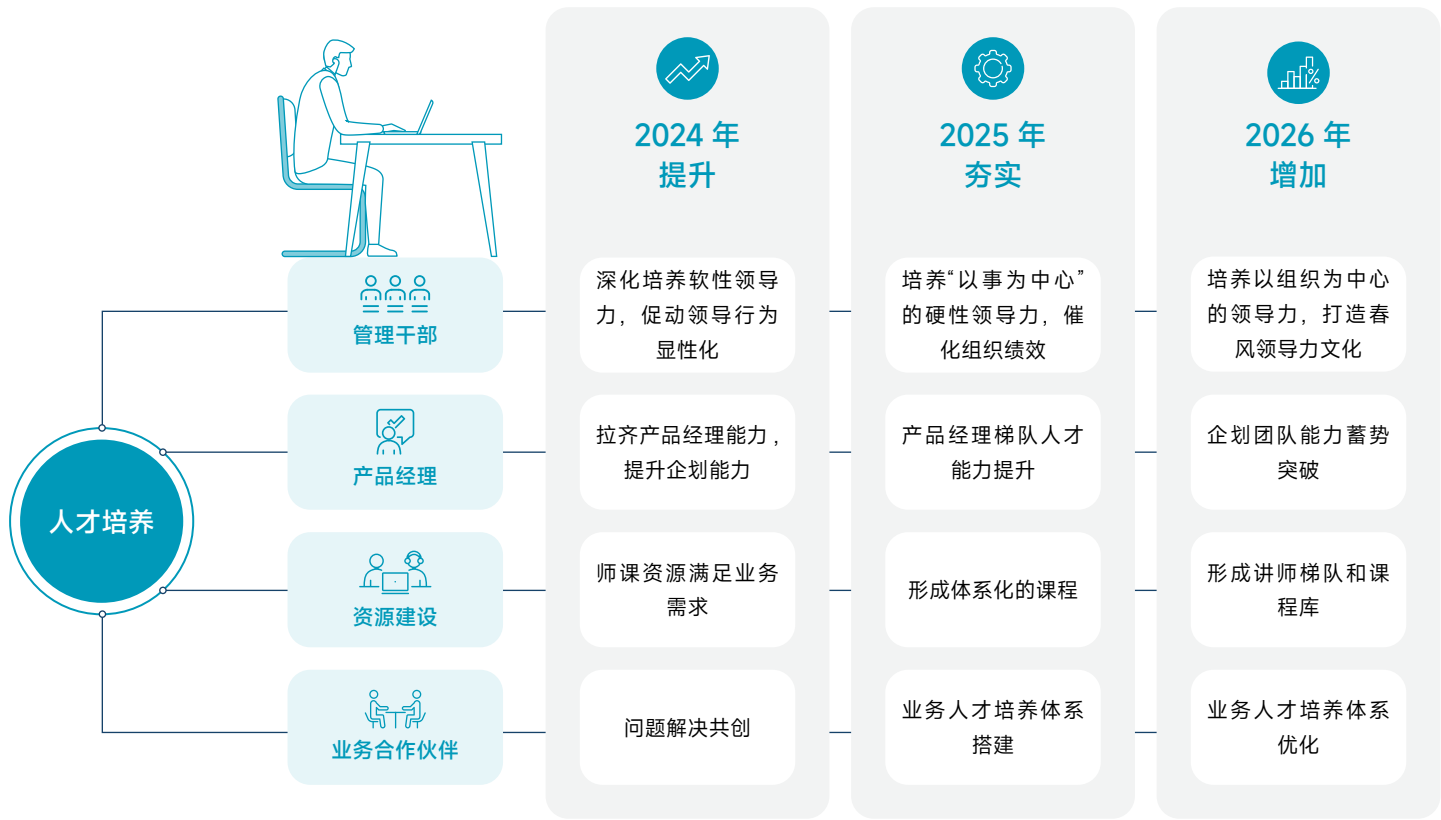 2024 年
提升
2025 年
夯实
2026 年
增加
人才培养
管理干部
深化培养软性领导
力，促动领导行为
显性化
培养“以事为中心”
的硬性领导力，催
化组织绩效
培养以组织为中心
的领导力，打造春
风领导力文化
产品经理
拉齐产品经理能力，
提升企划能力
产品经理梯队人才
能力提升
企划团队能力蓄势
突破
资源建设
师课资源满足业务
需求
形成体系化的课程
形成讲师梯队和课
程库
业务合作伙伴
问题解决共创
业务人才培养体系
搭建
业务人才培养体系
优化